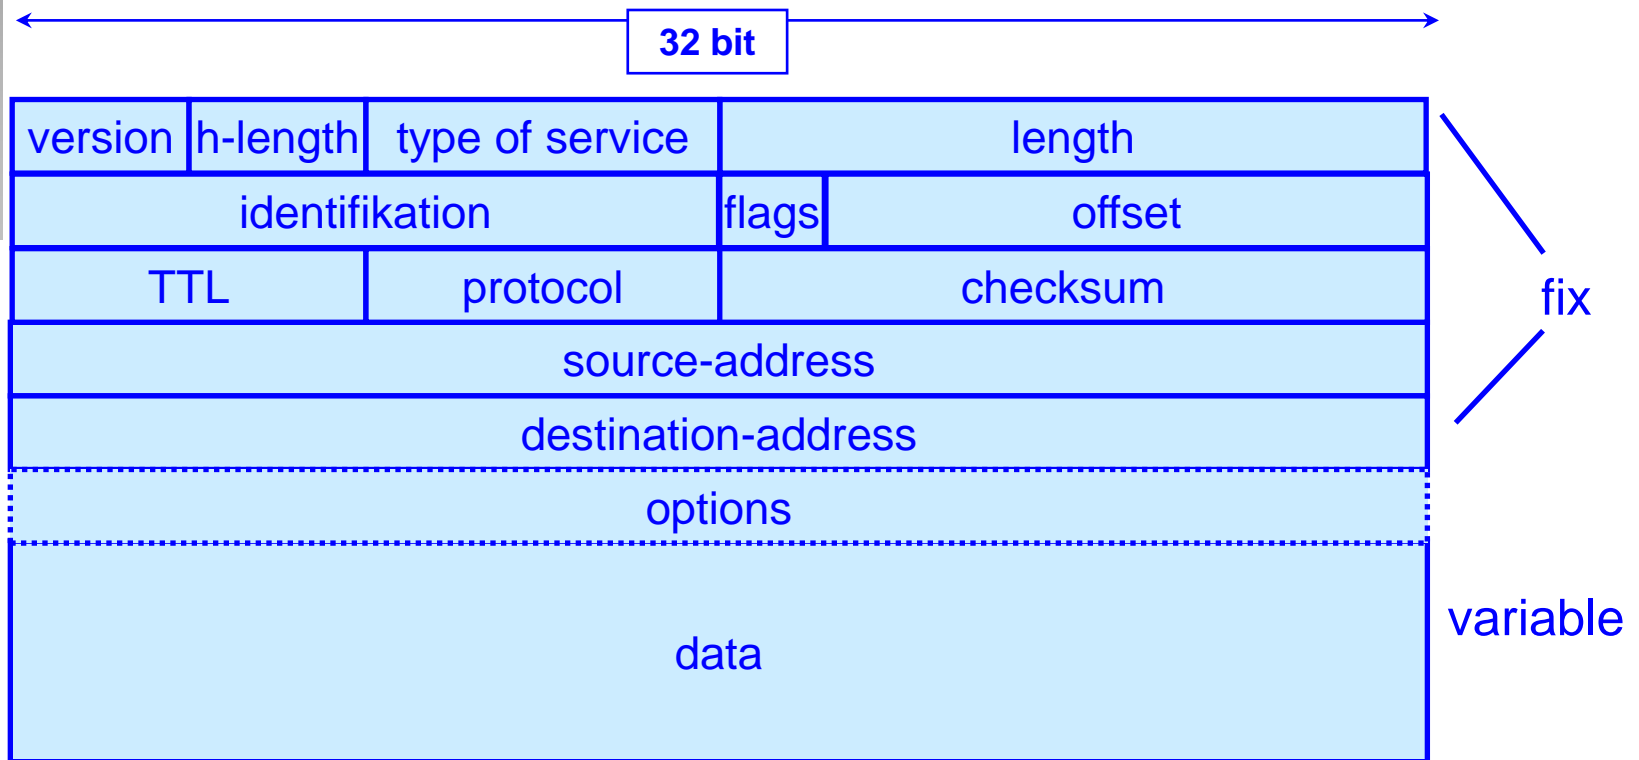 32 bit
version h-length type of service length
identifikation flags offset
TTL protocol checksum
fix
source-address
destination-address
options
variable
data